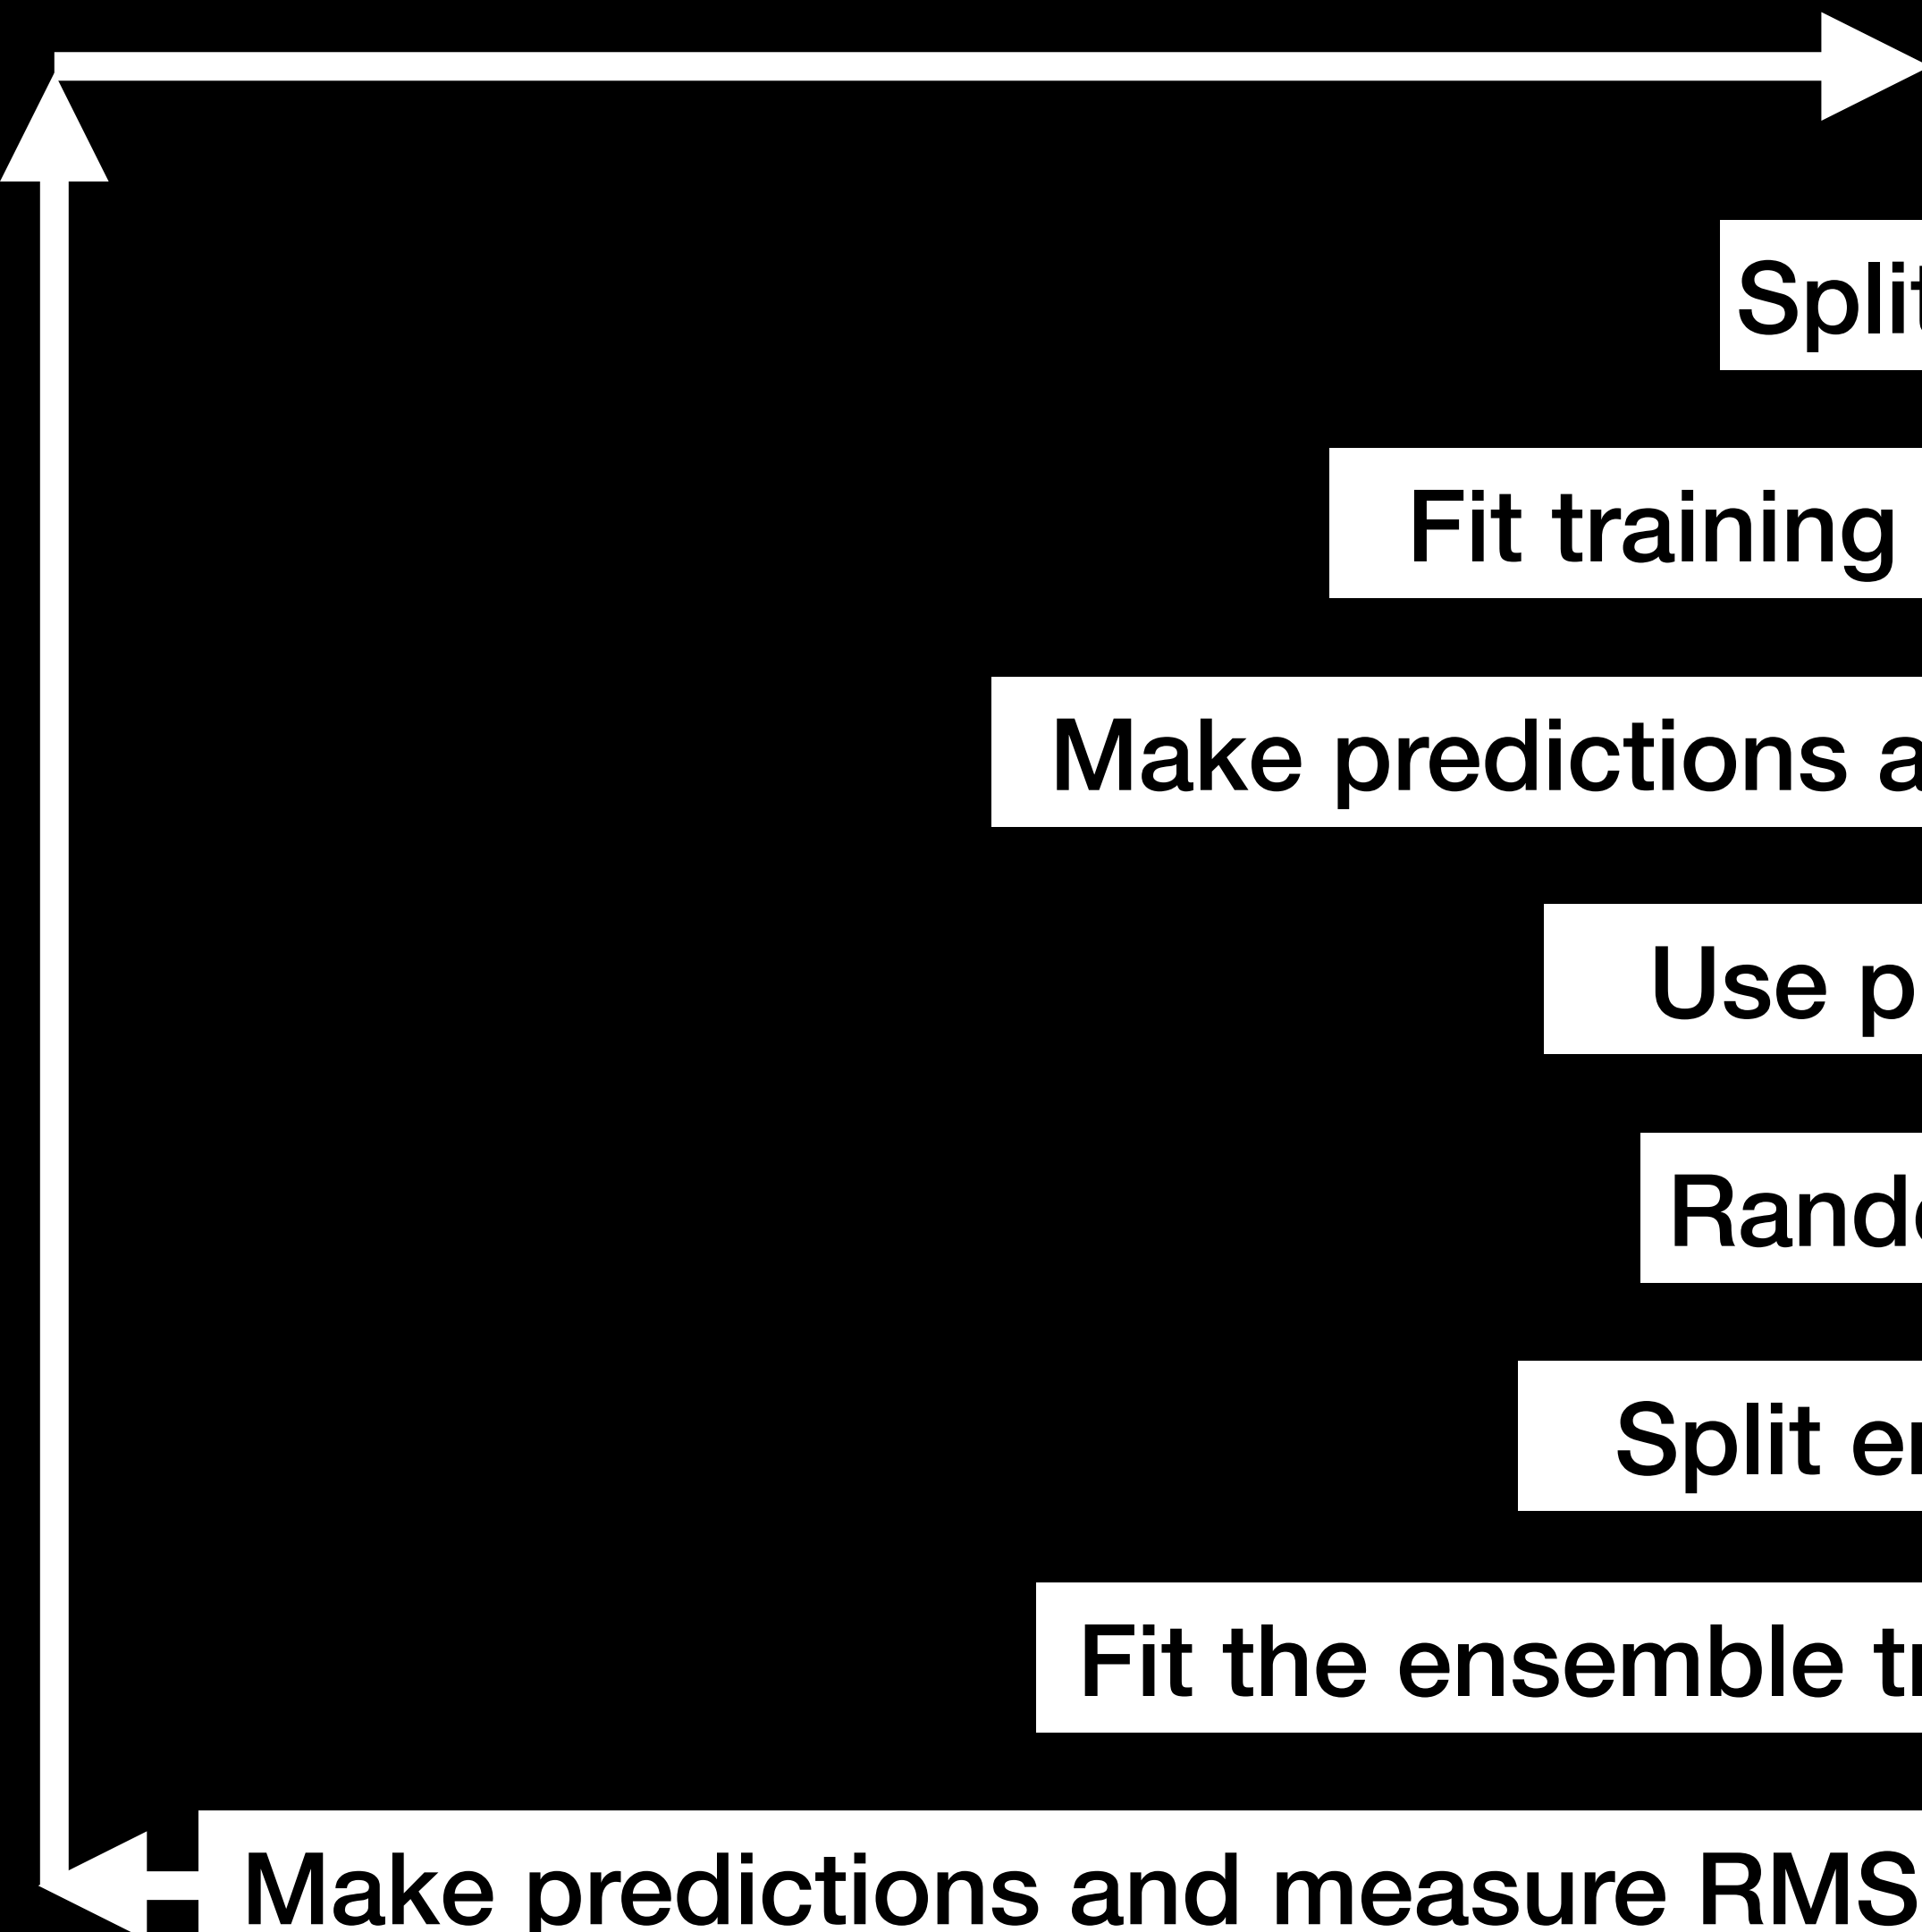 Split
Fit training
Make predictions a
Use p
Rand
Split e
Fit the ensemble t
Make predictions and measure RMS